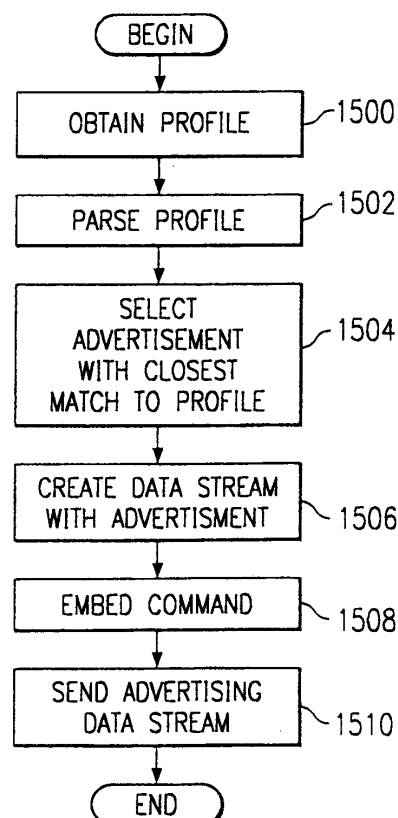 BEGIN
OBTAIN PROFILE
1500
PARSE PROFILE
1502
SELECT
ADVERTISEMENT
WITH CLOSEST
MATCH TO PROFILE
1504
CREATE DATA STREAM
WITH ADVERTISMENT
1506
EMBED COMMAND
1508
SEND ADVERTISING
DATA STREAM
1510
END